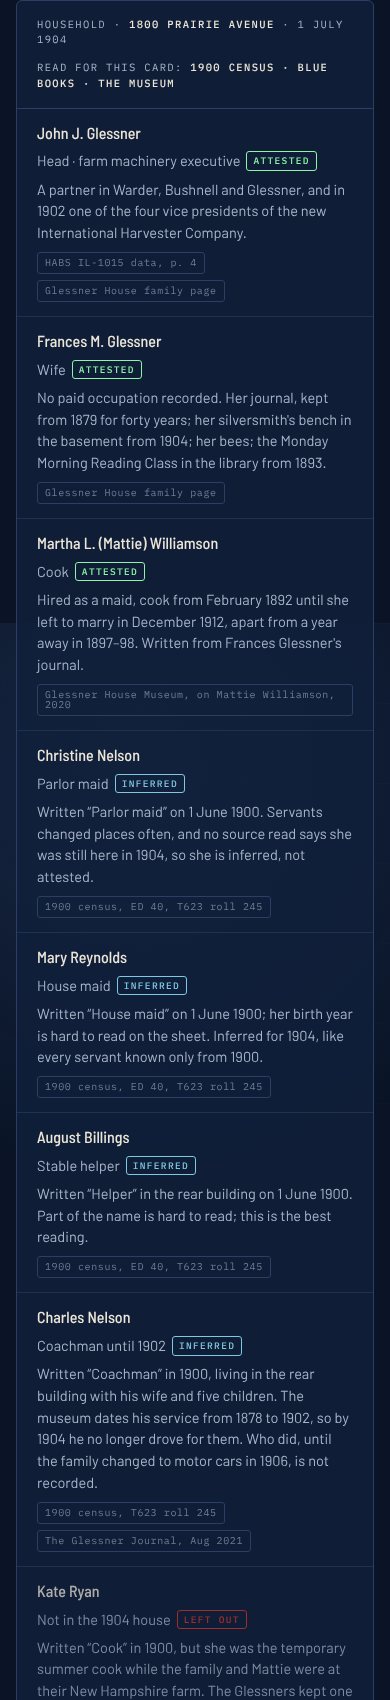 HOUSEHOLD · 1800 PRAIRIE AVENUE · 1 JULY
1904
READ FOR THIS CARD: 1900 CENSUS · BLUE
BOOKS · THE MUSEUM
John J. Glessner
Head · farm machinery executive ATTESTED
A partner in Warder, Bushnell and Glessner, and in
1902 one of the four vice presidents of the new
International Harvester Company.
HABS IL-1015 data, p. 4
Glessner House family page
Frances M. Glessner
Wife ATTESTED
No paid occupation recorded. Her journal, kept
from 1879 for forty years; her silversmith's bench in
the basement from 1904; her bees; the Monday
Morning Reading Class in the library from 1893.
Glessner House family page
Martha L. (Mattie) Williamson
Cook ATTESTED
Hired as a maid, cook from February 1892 until she
left to marry in December 1912, apart from a year
away in 1897–98. Written from Frances Glessner's
journal.
Glessner House Museum, on Mattie Williamson,
2020
Christine Nelson
Parlor maid INFERRED
Written “Parlor maid” on 1 June 1900. Servants
changed places often, and no source read says she
was still here in 1904, so she is inferred, not
attested.
1900 census, ED 40, T623 roll 245
Mary Reynolds
House maid INFERRED
Written “House maid” on 1 June 1900; her birth year
is hard to read on the sheet. Inferred for 1904, like
every servant known only from 1900.
1900 census, ED 40, T623 roll 245
August Billings
Stable helper INFERRED
Written “Helper” in the rear building on 1 June 1900.
Part of the name is hard to read; this is the best
reading.
1900 census, ED 40, T623 roll 245
Charles Nelson
Coachman until 1902 INFERRED
Written “Coachman” in 1900, living in the rear
building with his wife and five children. The
museum dates his service from 1878 to 1902, so by
1904 he no longer drove for them. Who did, until
the family changed to motor cars in 1906, is not
recorded.
1900 census, T623 roll 245
The Glessner Journal, Aug 2021
Kate Ryan
Not in the 1904 house LEFT OUT
Written “Cook” in 1900, but she was the temporary
summer cook while the family and Mattie were at
their New Hampshire farm. The Glessners kept one